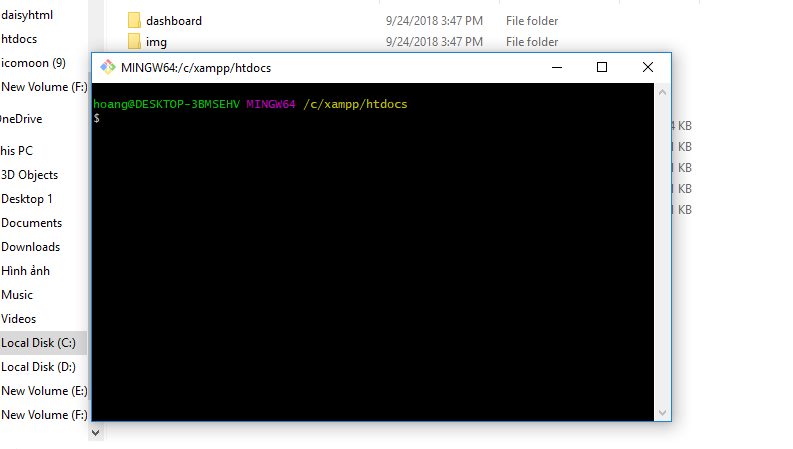 daisyhtml
htdocs
icomoon (9)
New Volume (F:)
OneDrive
his PC
3D Objects
Desktop 1
Documents
Downloads
Hình ảnh
Music
Videos
Local Disk (C:)
Local Disk (D:)
New Volume (E:)
New Volume (F:)
dashboard 9/24/2018 3:47 PM File folder
img 9/24/2018 3:47 PM File folder
MINGW64:/c/xampp/htdocs
hoang@DESKTOP-3BMSEHV MINGW64 /c/xampp/htdocs
$
4 KB
1 KB
1 KB
1 KB
1 KB